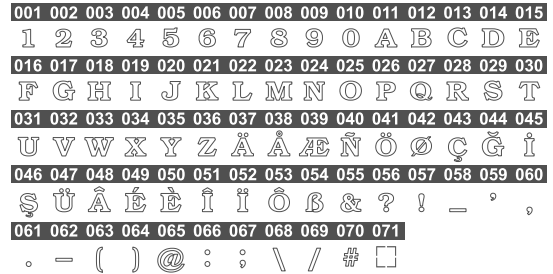 001 002 003 004 005 006 007 008 009 010 011 012 013 014 015
1 2 3 4 5 6 7 8 9 0 A B C D E
016 017 018 019 020 021 022 023 024 025 026 027 028 029 030
F G H I J K L M N O P Q R S T
031 032 033 034 035 036 037 038 039 040 041 042 043 044 045
U V W X Y Z Ä Å Æ Ñ Ö Ø Ç Ğ İ
046 047 048 049 050 051 052 053 054 055 056 057 058 059 060
Ş Ü Â É È Î Ï Ô ß & ? ! _ ’ ,
061 062 063 064 065 066 067 068 069 070 071
. — ( ) @ : ; \ / #